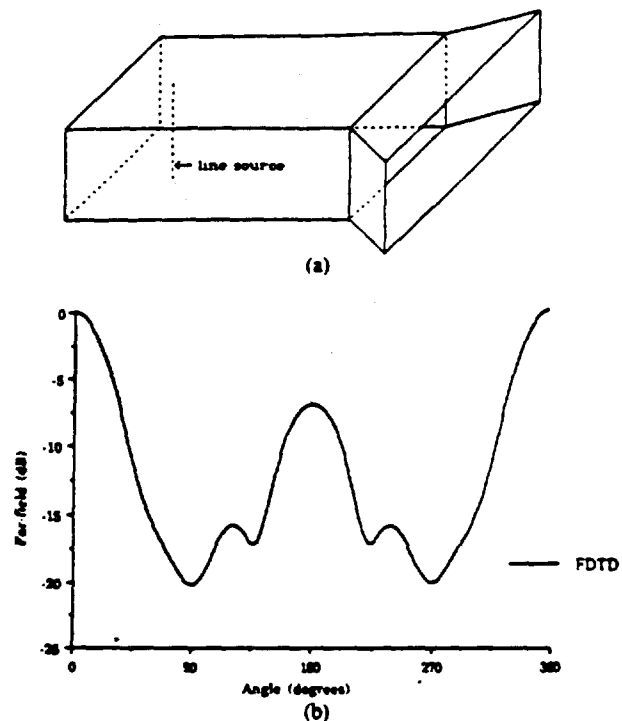 line source
(a)
0
-5
-10
-15
-20
-25
Far-field (dB)
FDTD
0 90 180 270 360
Angle (degrees)
(b)